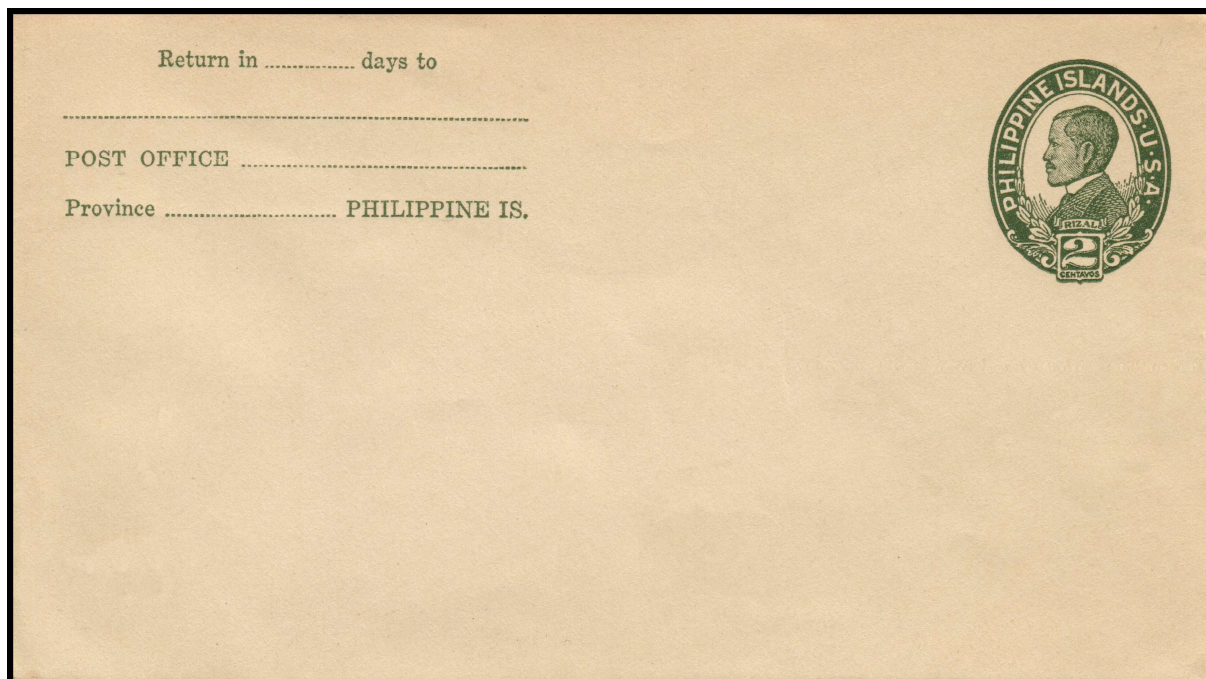 Return in ............... days to
POST OFFICE ...............
Province ............... PHILIPPINE IS.
PHILIPPINE ISLANDS·U·S·A·
RIZAL
2
CENTAVOS